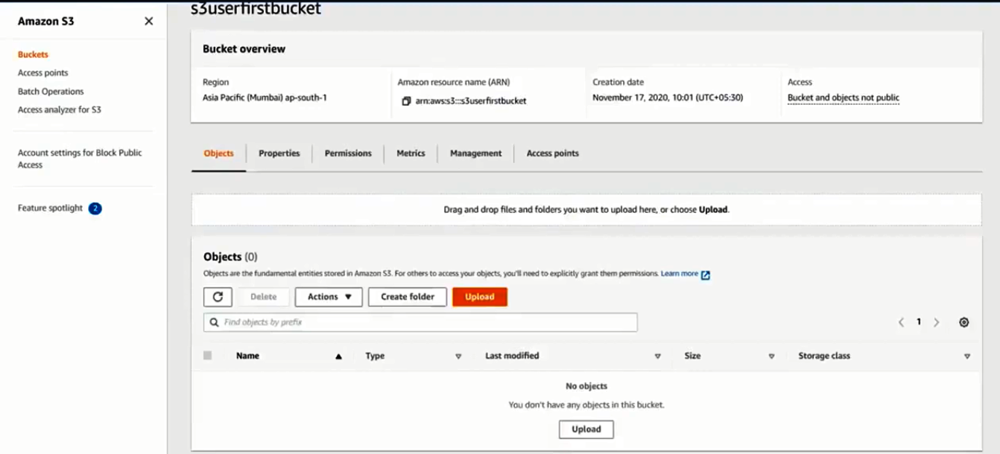 s3userfirstbucket
Amazon S3
Buckets
Access points
Batch Operations
Access analyzer for S3
Account settings for Block Public
Access
Feature spotlight 2
Bucket overview
Region
Asia Pacific (Mumbai) ap-south-1
Amazon resource name (ARN)
arn:aws:s3:::s3userfirstbucket
Creation date
November 17, 2020, 10:01 (UTC+05:30)
Access
Bucket and objects not public
Objects Properties Permissions Metrics Management Access points
Drag and drop files and folders you want to upload here, or choose Upload.
Objects (0)
Objects are the fundamental entities stored in Amazon S3. For others to access your objects, you'll need to explicitly grant them permissions. Learn more
Delete Actions Create folder Upload
Find objects by prefix
1
Name Type Last modified Size Storage class
No objects
You don't have any objects in this bucket.
Upload